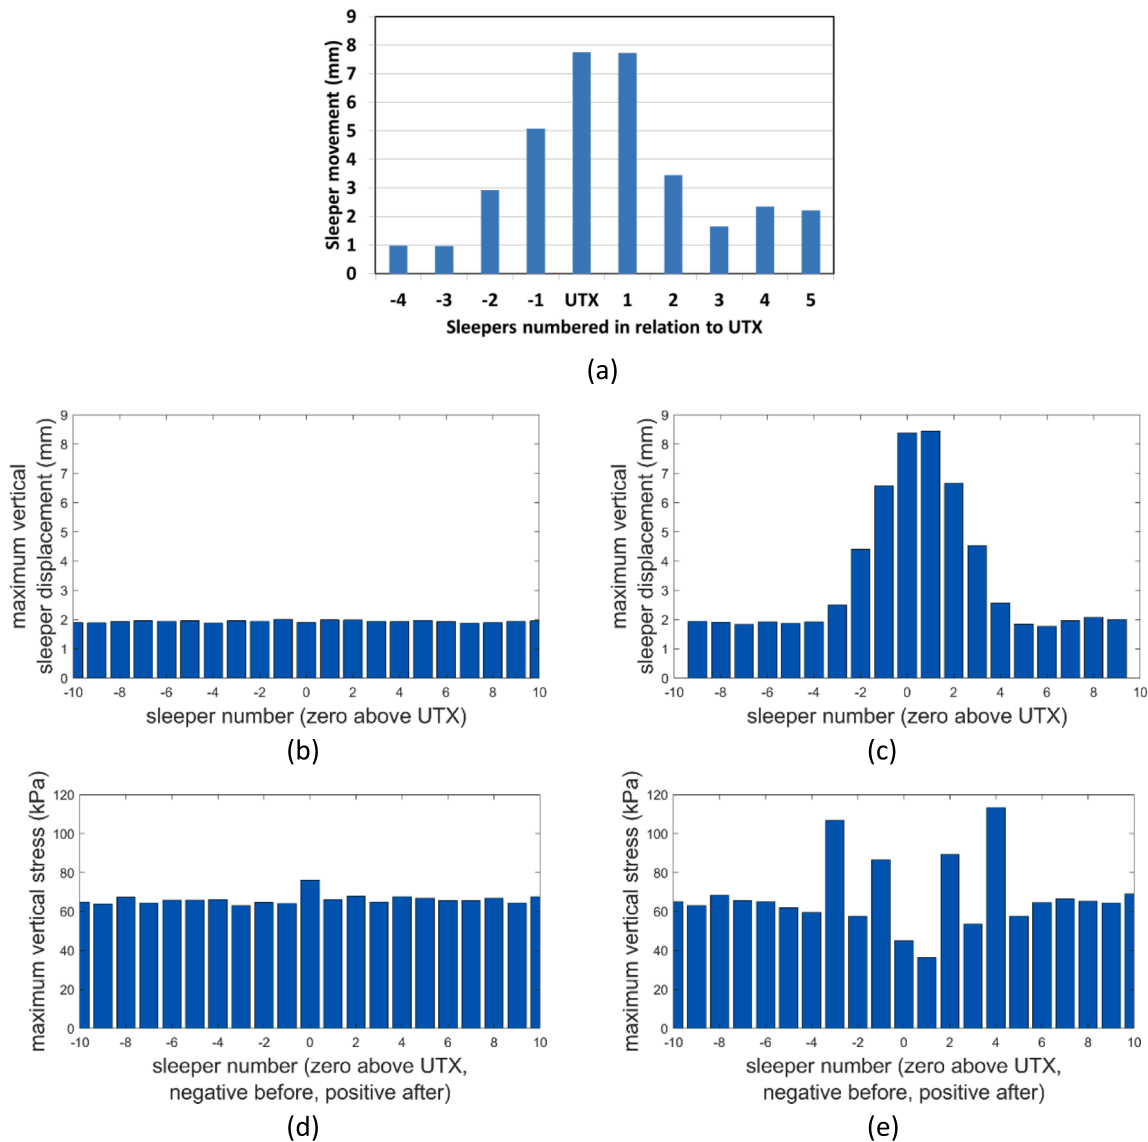 9
8
7
6
5
4
3
2
1
0
Sleeper movement (mm)
-4 -3 -2 -1 UTX 1 2 3 4 5
Sleepers numbered in relation to UTX
(a)
9
8
7
6
5
4
3
2
1
0
maximum vertical
sleeper displacement (mm)
-10 -8 -6 -4 -2 0 2 4 6 8 10
sleeper number (zero above UTX)
(b)
9
8
7
6
5
4
3
2
1
0
maximum vertical
sleeper displacement (mm)
-10 -8 -6 -4 -2 0 2 4 6 8 10
sleeper number (zero above UTX)
(c)
120
100
80
60
40
20
0
maximum vertical stress (kPa)
-10 -8 -6 -4 -2 0 2 4 6 8 10
sleeper number (zero above UTX,
negative before, positive after)
(d)
120
100
80
60
40
20
0
maximum vertical stress (kPa)
-10 -8 -6 -4 -2 0 2 4 6 8 10
sleeper number (zero above UTX,
negative before, positive after)
(e)